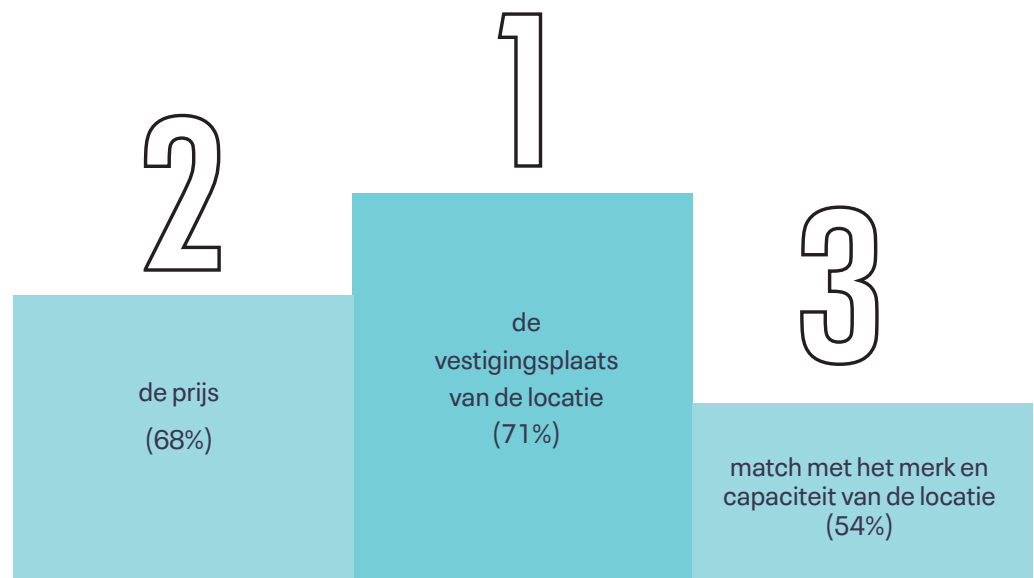 1
2
3
de
vestigingsplaats
van de locatie
(71%)
de prijs
(68%)
match met het merk en
capaciteit van de locatie
(54%)